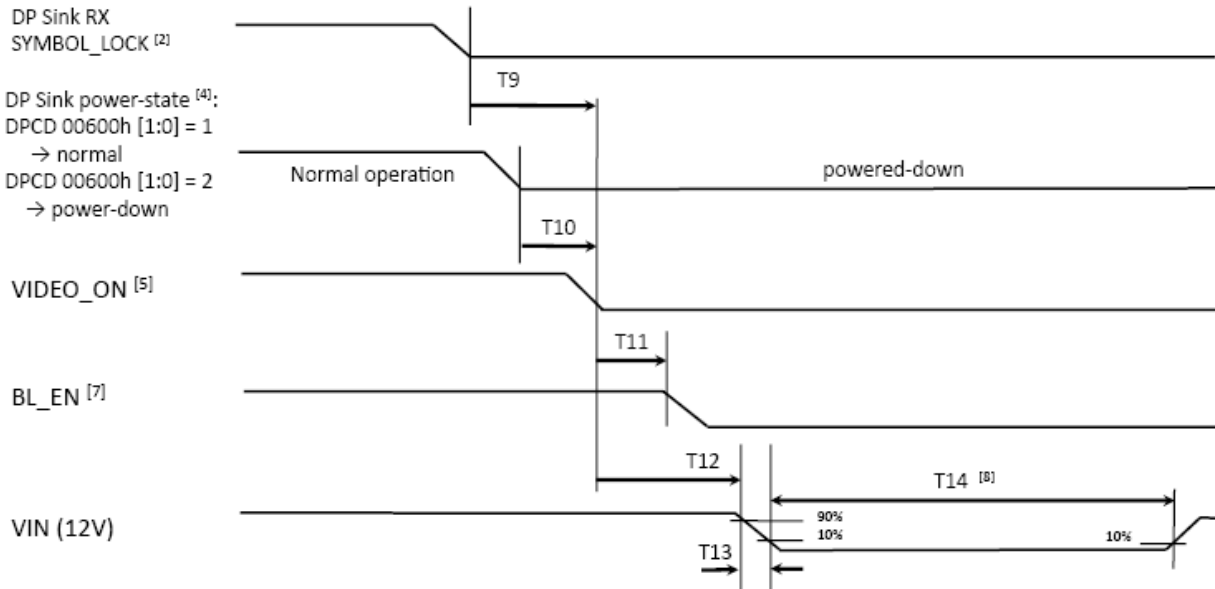 DP Sink RX
SYMBOL_LOCK [2]
T9
DP Sink power-state [4]:
DPCD 00600h [1:0] = 1
→ normal
DPCD 00600h [1:0] = 2
→ power-down
Normal operation
powered-down
T10
VIDEO_ON [5]
T11
BL_EN [7]
T12
T14 [8]
VIN (12V)
90%
10%
10%
T13